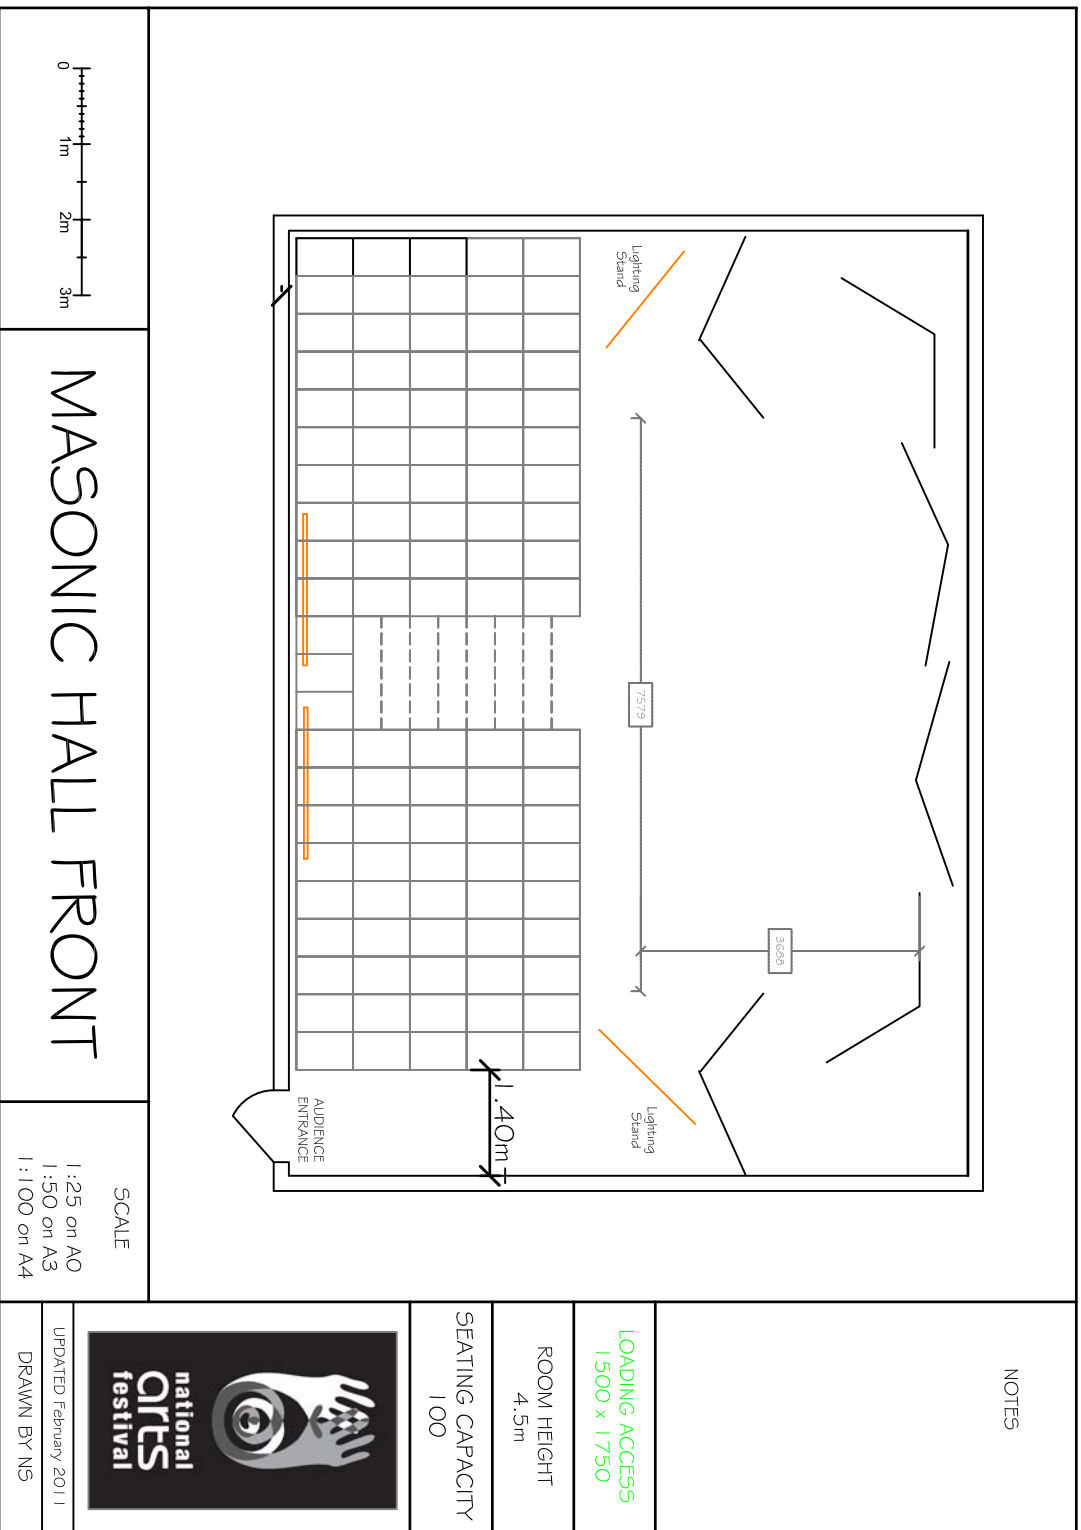 Lighting
Stand
7579
3688
Lighting
Stand
1.40m
AUDIENCE
ENTRANCE
0
1m
2m
3m
MASONIC HALL FRONT
SCALE
1:25 on A0
1:50 on A3
1:100 on A4
NOTES
LOADING ACCESS
1500 x 1750
ROOM HEIGHT
4.5m
SEATING CAPACITY
100
national
arts
festival
UPDATED February 2011
DRAWN BY NS